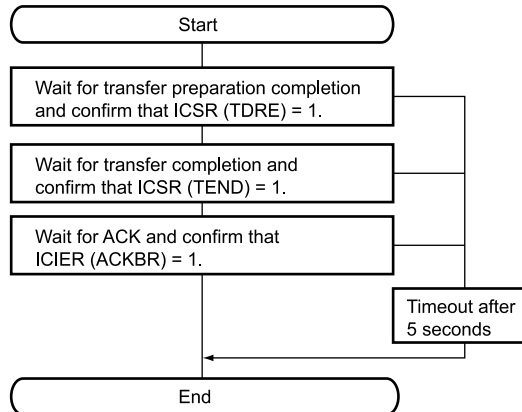 Start
Wait for transfer preparation completion
and confirm that ICSR (TDRE) = 1.
Wait for transfer completion and
confirm that ICSR (TEND) = 1.
Wait for ACK and confirm that
ICIER (ACKBR) = 1.
Timeout after
5 seconds
End